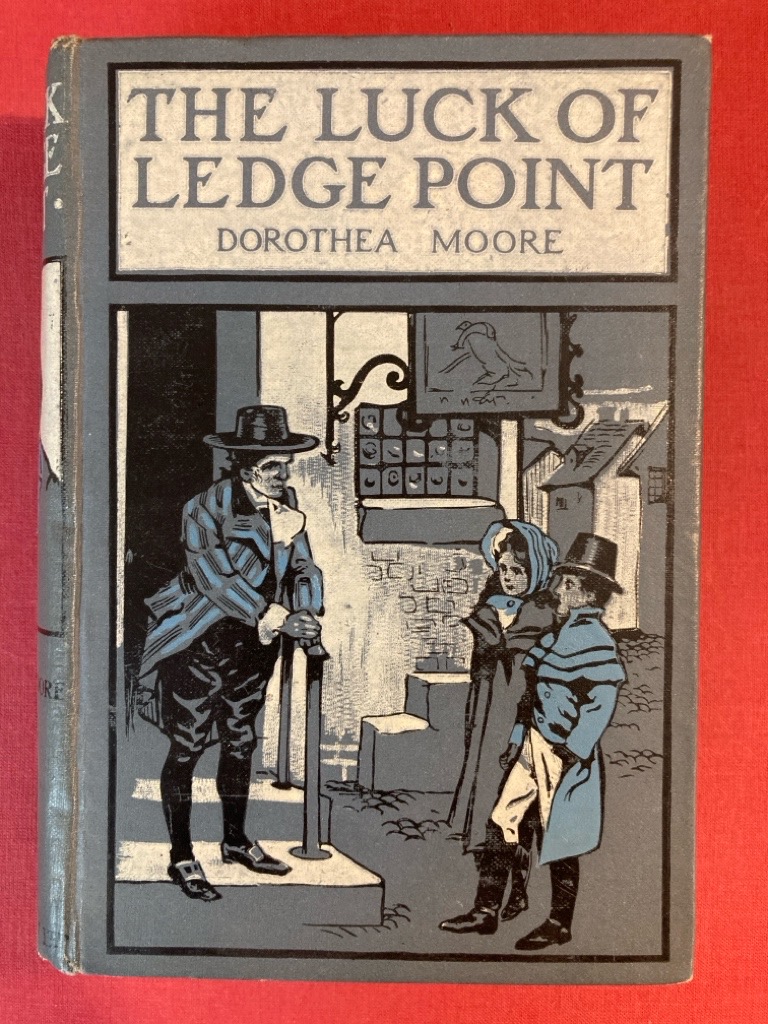 THE LUCK OF
LEDGE POINT
DOROTHEA MOORE